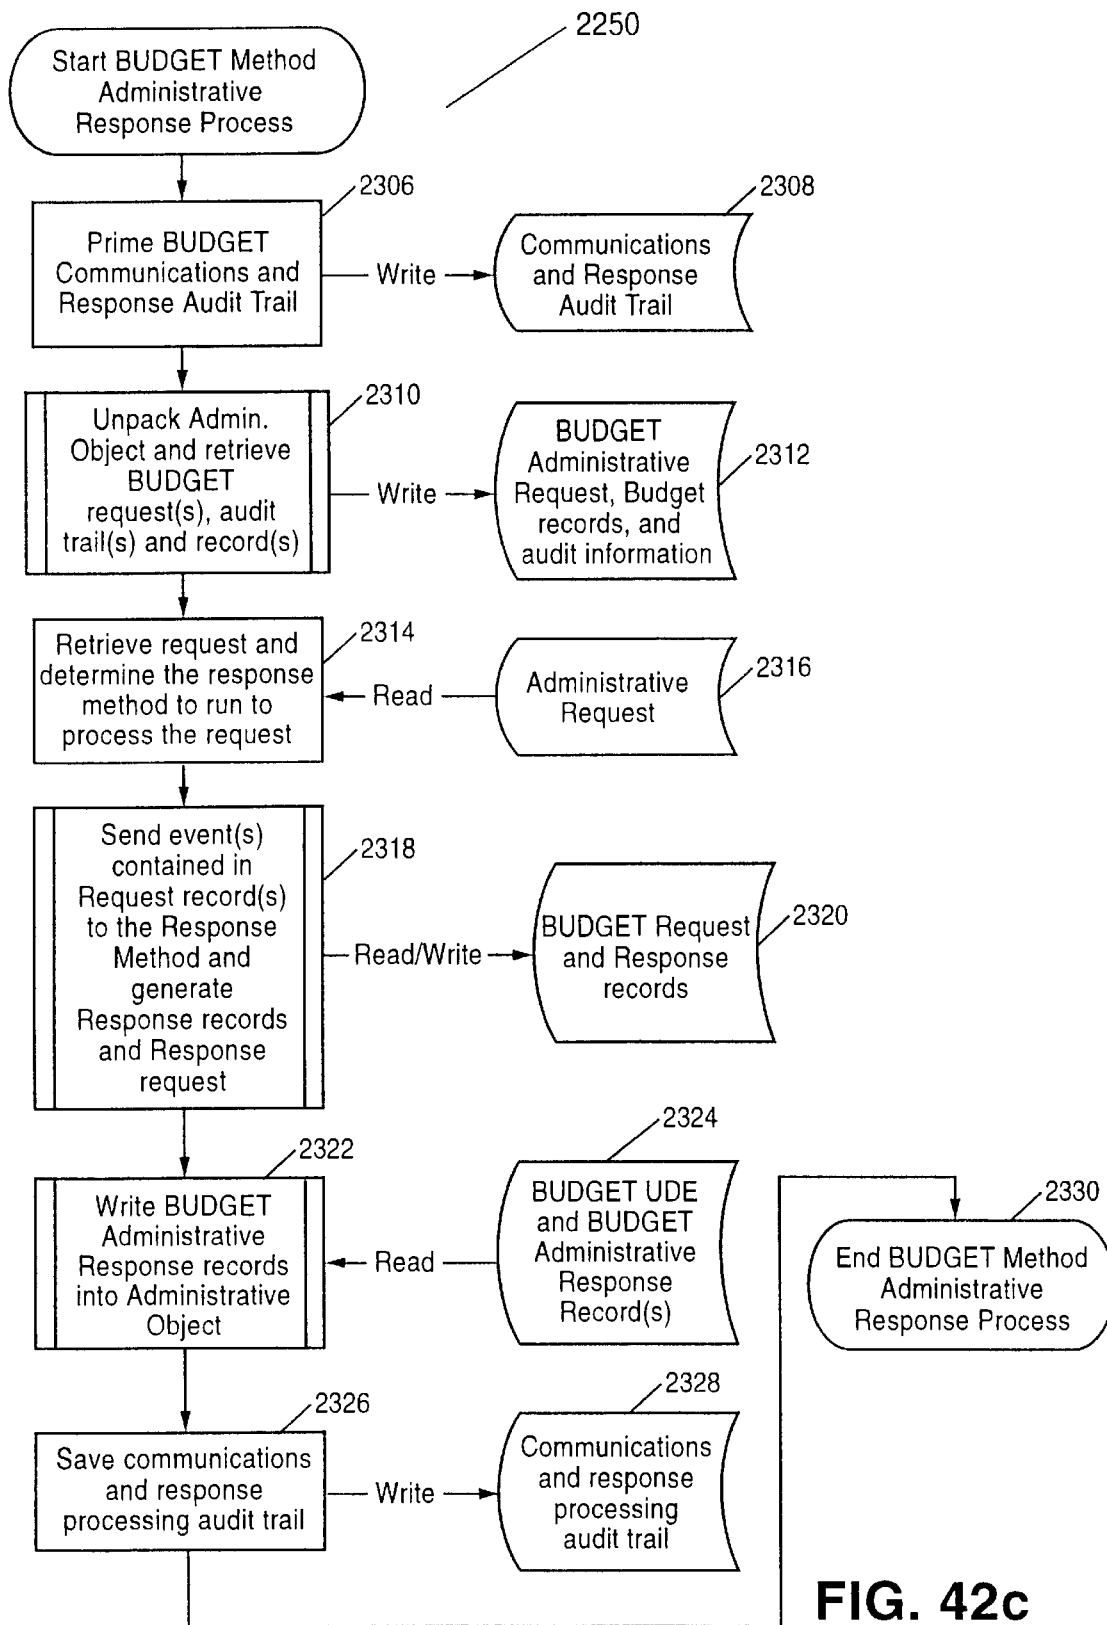 2250
Start BUDGET Method
Administrative
Response Process
2306
Prime BUDGET
Communications and
Response Audit Trail
Write
2308
Communications
and Response
Audit Trail
2310
Unpack Admin.
Object and retrieve
BUDGET
request(s), audit
trail(s) and record(s)
Write
BUDGET
Administrative
Request, Budget
records, and
audit information
2312
Retrieve request and
determine the response
method to run to
process the request
2314
Read
Administrative
Request
2316
Send event(s)
contained in
Request record(s)
to the Response
Method and
generate
Response records
and Response
request
2318
Read/Write
BUDGET Request
and Response
records
2320
2322
Write BUDGET
Administrative
Response records
into Administrative
Object
Read
2324
BUDGET UDE
and BUDGET
Administrative
Response
Record(s)
2326
Save communications
and response
processing audit trail
Write
2328
Communications
and response
processing
audit trail
2330
End BUDGET Method
Administrative
Response Process
FIG. 42c